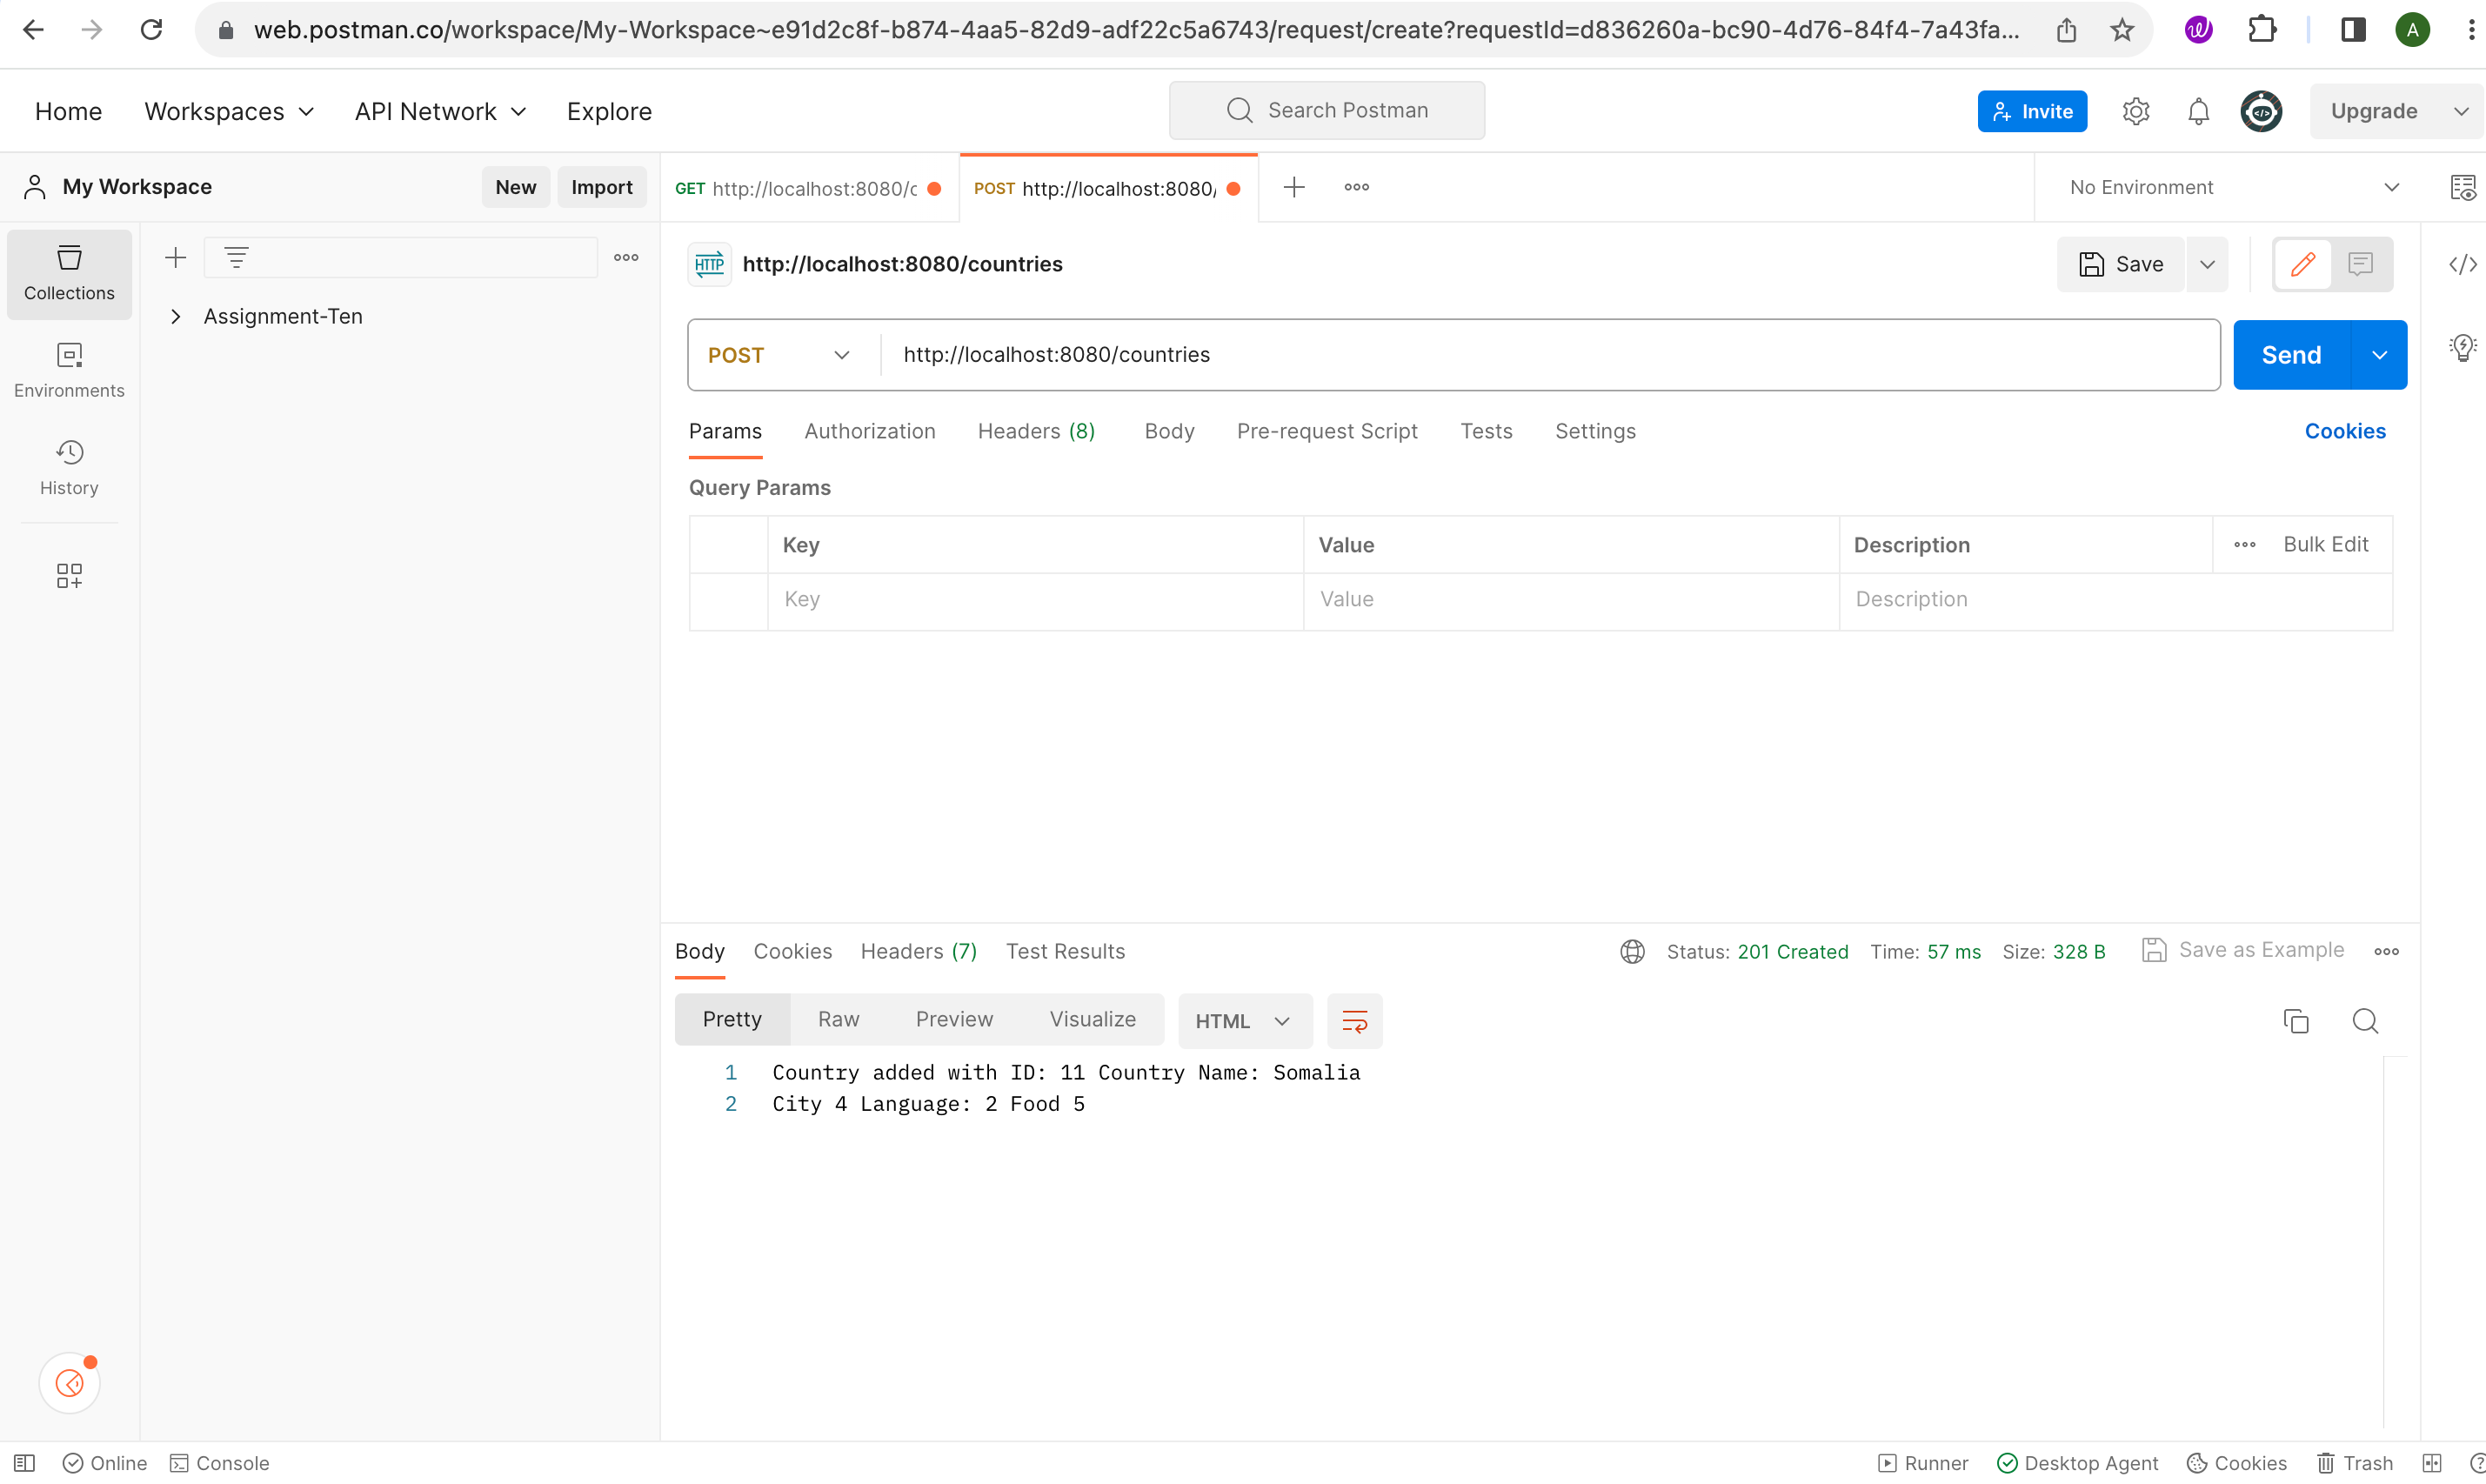 web.postman.co/workspace/My-Workspace~e91d2c8f-b874-4aa5-82d9-adf22c5a6743/request/create?requestId=d836260a-bc90-4d76-84f4-7a43fa...
A
Home Workspaces API Network Explore
Search Postman
Invite
Upgrade
My Workspace
New Import
GET http://localhost:8080/c
POST http://localhost:8080/
No Environment
Collections
Environments
History
Assignment-Ten
HTTP http://localhost:8080/countries
Save
POST http://localhost:8080/countries
Send
Params Authorization Headers (8) Body Pre-request Script Tests Settings
Cookies
Query Params
Key Value Description Bulk Edit
Key Value Description
Body Cookies Headers (7) Test Results
Status: 201 Created Time: 57 ms Size: 328 B Save as Example
Pretty Raw Preview Visualize HTML
1 Country added with ID: 11 Country Name: Somalia
2 City 4 Language: 2 Food 5
Online Console
Runner Desktop Agent Cookies Trash